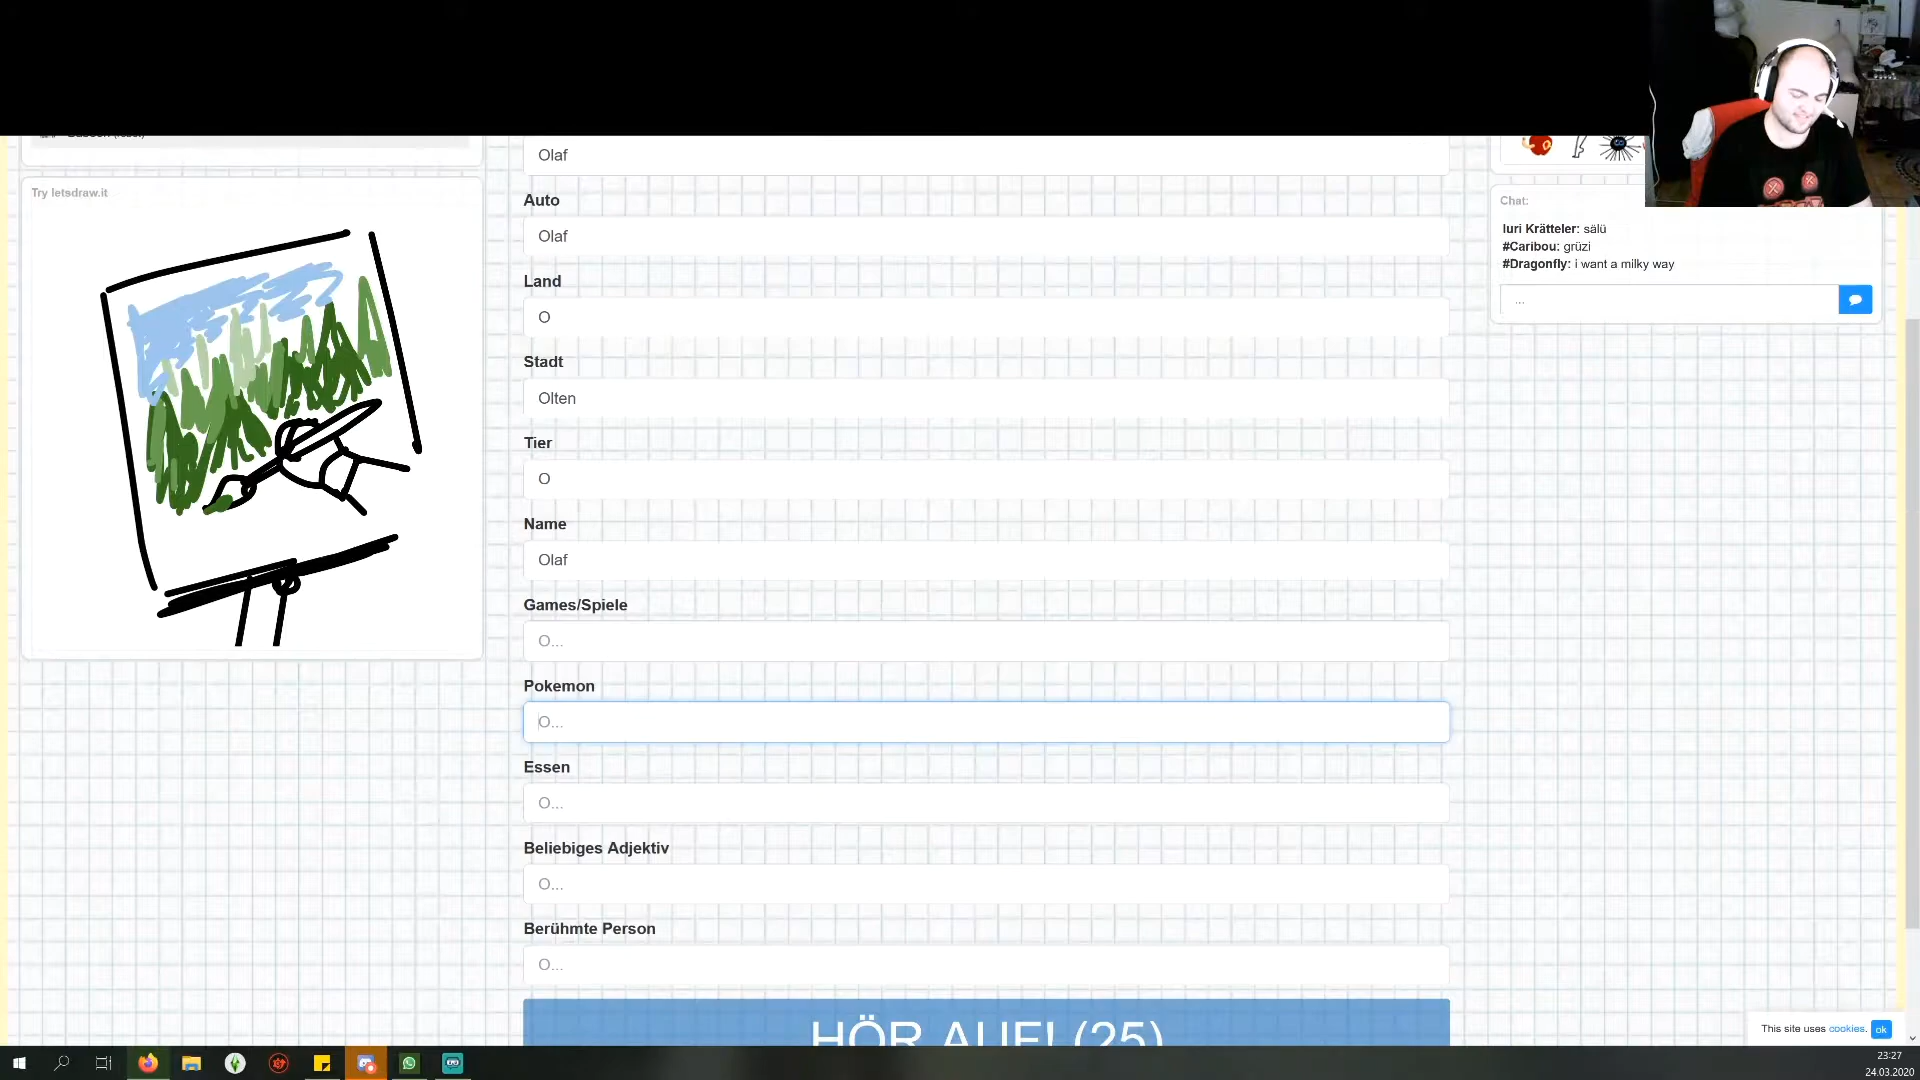 Olaf
Auto
Olaf
Land
O
Stadt
Olten
Tier
O
Name
Olaf
Games/Spiele
O...
Pokemon
O...
Essen
O...
Beliebiges Adjektiv
O...
Berühmte Person
O...
HÖR AUF! (25)
Try letsdraw.it
Chat:
Iuri Krätteler: sälü
#Caribou: grüzi
#Dragonfly: i want a milky way
...
This site uses cookies. ok
23:27
24.03.2020